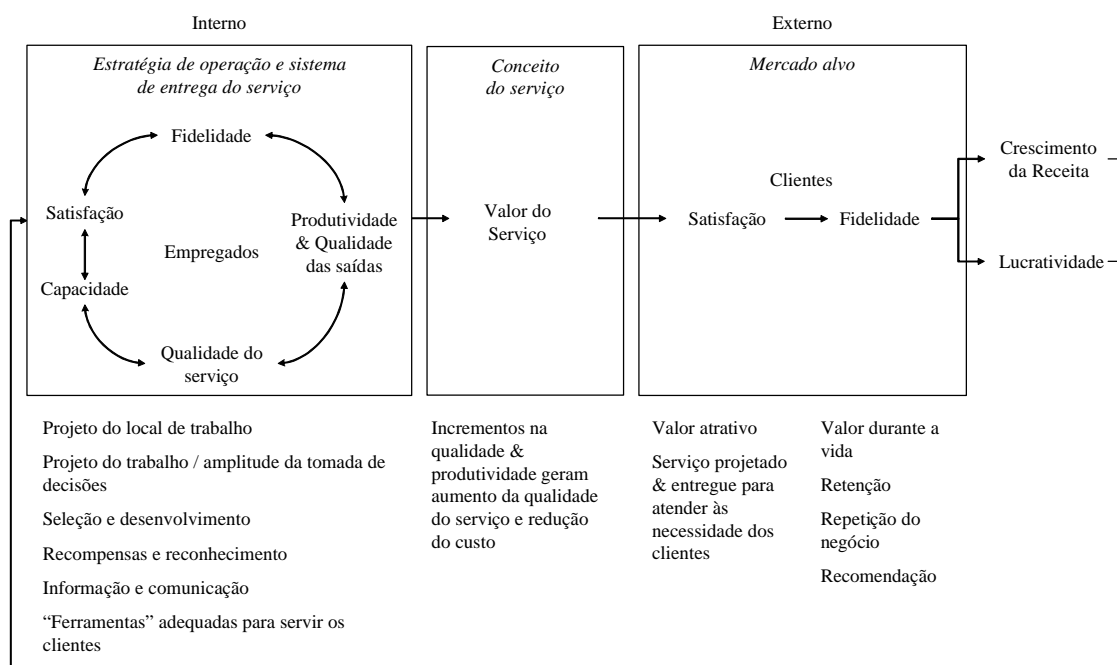 Interno
Externo
Estratégia de operação e sistema
de entrega do serviço
Conceito
do serviço
Mercado alvo
Fidelidade
Satisfação
Empregados
Produtividade
& Qualidade
das saídas
Capacidade
Qualidade do
serviço
Valor do
Serviço
Clientes
Satisfação
Fidelidade
Crescimento
da Receita
Lucratividade
Projeto do local de trabalho
Projeto do trabalho / amplitude da tomada de
decisões
Seleção e desenvolvimento
Recompensas e reconhecimento
Informação e comunicação
“Ferramentas” adequadas para servir os
clientes
Incrementos na
qualidade &
produtividade geram
aumento da qualidade
do serviço e redução
do custo
Valor atrativo
Serviço projetado
& entregue para
atender às
necessidade dos
clientes
Valor durante a
vida
Retenção
Repetição do
negócio
Recomendação